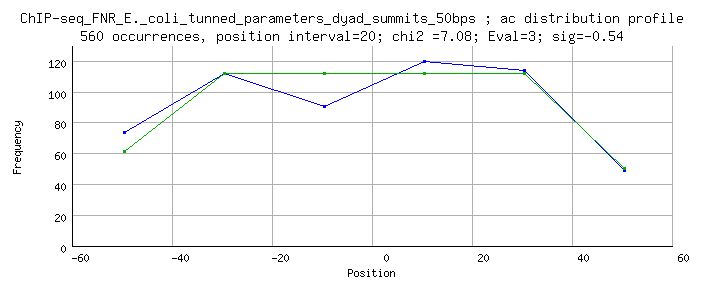 ChIP-seq_FNR_E._coli_tunned_parameters_dyad_summits_50bps ; ac distribution profile
560 occurrences, position interval=20; chi2 =7.08; Eval=3; sig=-0.54
120
100
80
60
40
20
0
Frequency
-60 -40 -20 0 20 40 60
Position